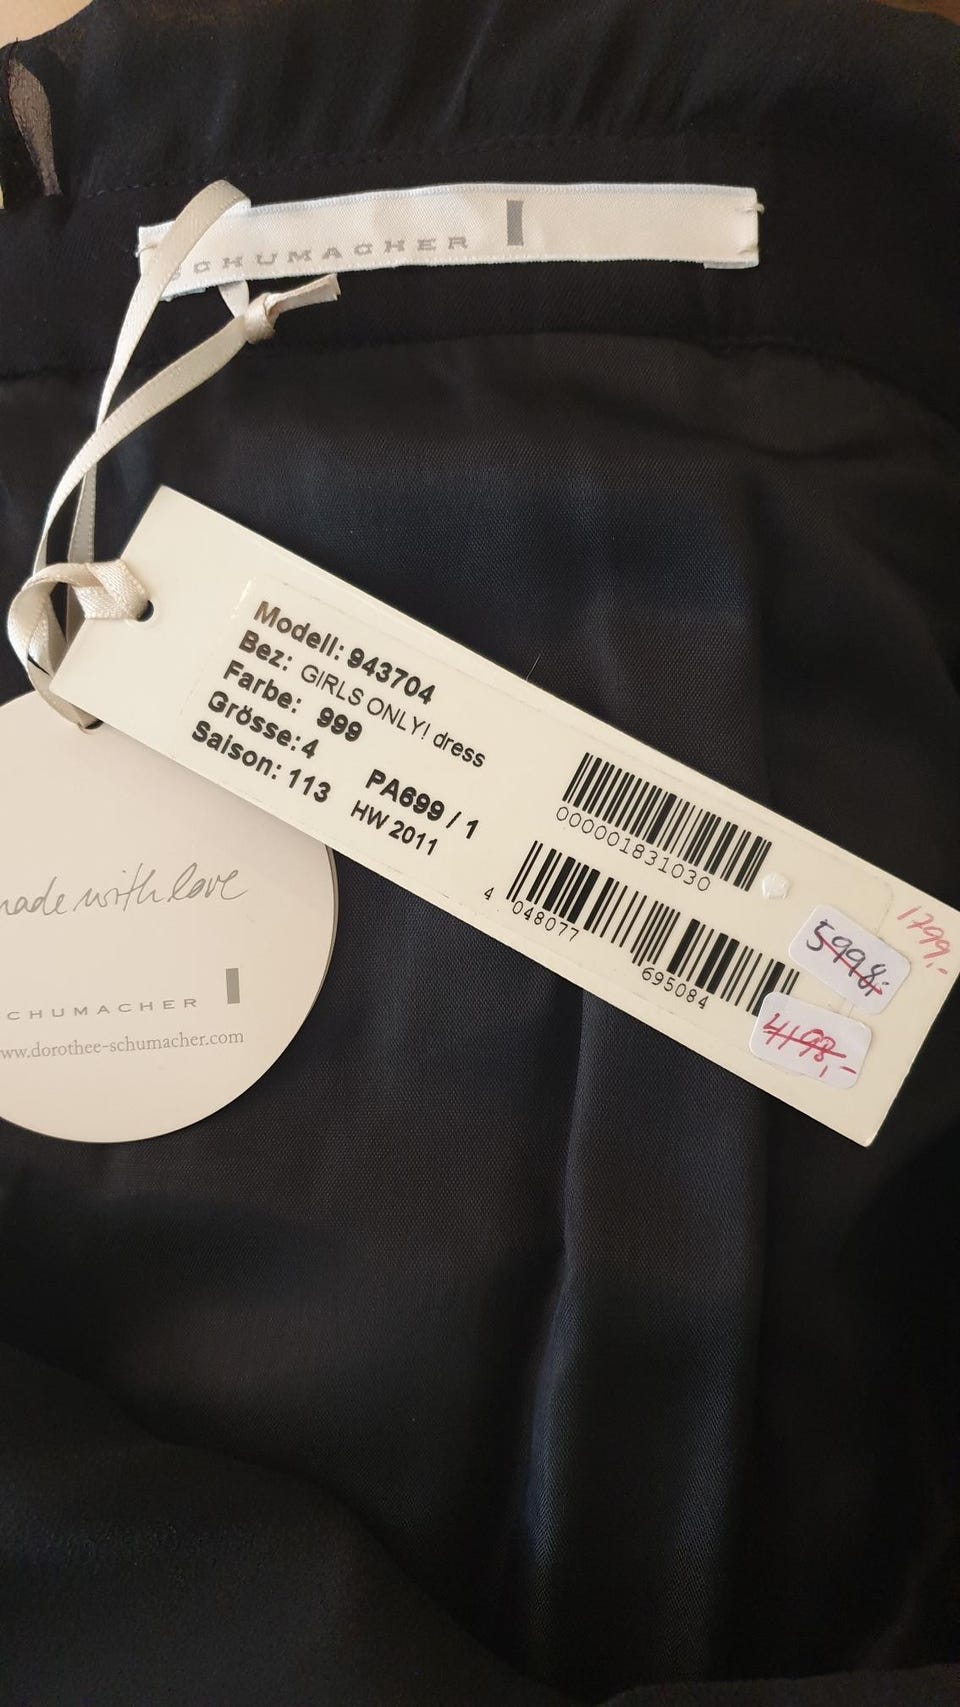 SCHUMACHER
Modell: 943704
Bez: GIRLS ONLY! dress
Farbe: 999
Grösse: 4
Saison: 113
PA699 / 1
HW 2011
000001831030
4 048077 695084
5998,-
4198,-
1799,-
made with love
SCHUMACHER
www.dorothee-schumacher.com